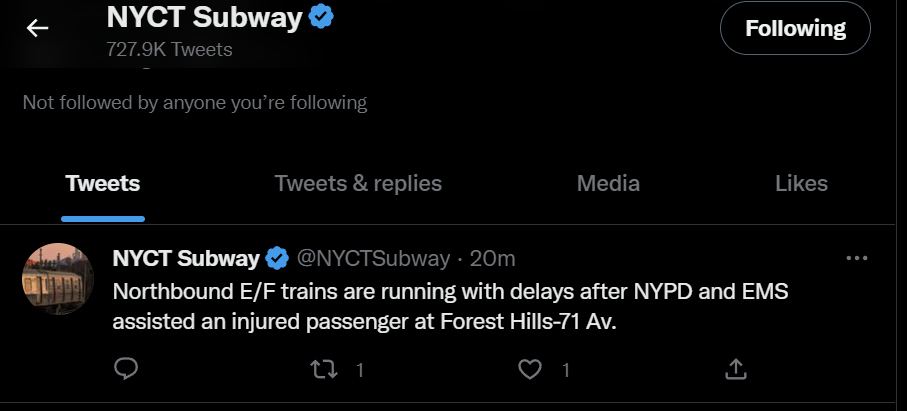 NYCT Subway
727.9K Tweets
Following
Not followed by anyone you’re following
Tweets
Tweets & replies
Media
Likes
NYCT Subway @NYCTSubway · 20m
Northbound E/F trains are running with delays after NYPD and EMS
assisted an injured passenger at Forest Hills-71 Av.
1
1